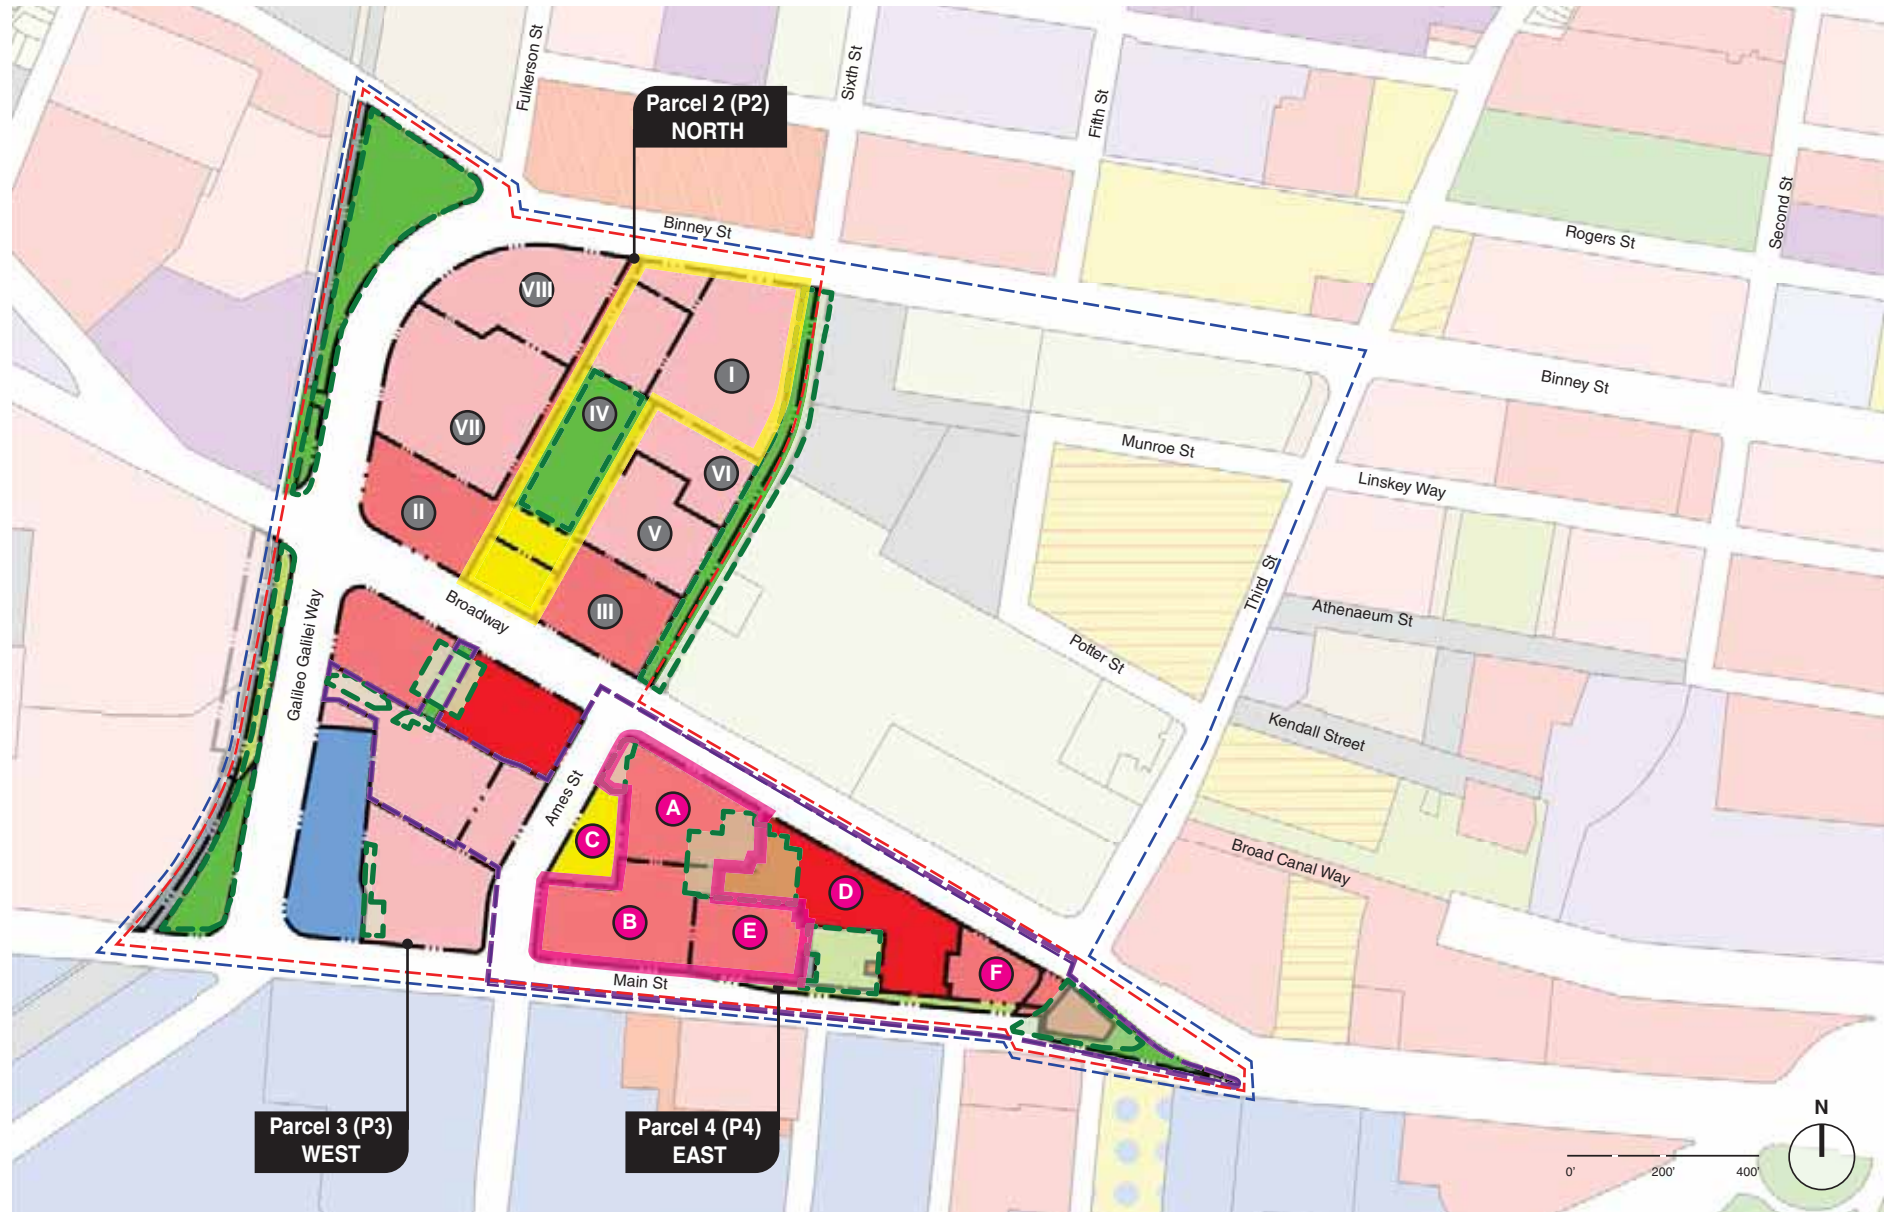 Fulkerson St
Sixth St
Fifth St
Second St
Parcel 2 (P2)
NORTH
Binney St
Rogers St
VIII
I
IV
VII
VI
II
V
III
Binney St
Munroe St
Linskey Way
Third St
Athenaeum St
Broadway
Galileo Galilei Way
Potter St
Kendall Street
Ames St
A
C
B
D
E
F
Broad Canal Way
Main St
Parcel 3 (P3)
WEST
Parcel 4 (P4)
EAST
N
0' 200' 400'